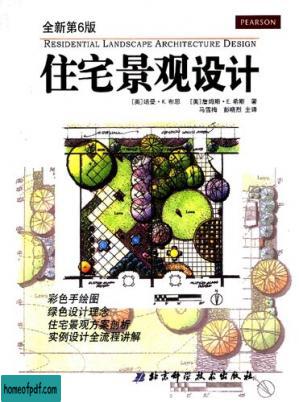 全新第6版
PEARSON
RESIDENTIAL LANDSCAPE ARCHITECTURE DESIGN
住宅景观设计
[美]诺曼·K·布思 [美]詹姆斯·E·希斯 著
马雪梅 彭晓烈 主译
彩色手绘图
绿色设计理念
住宅景观方案剖析
实例设计全流程讲解
北京科学技术出版社
homeofpdf.com